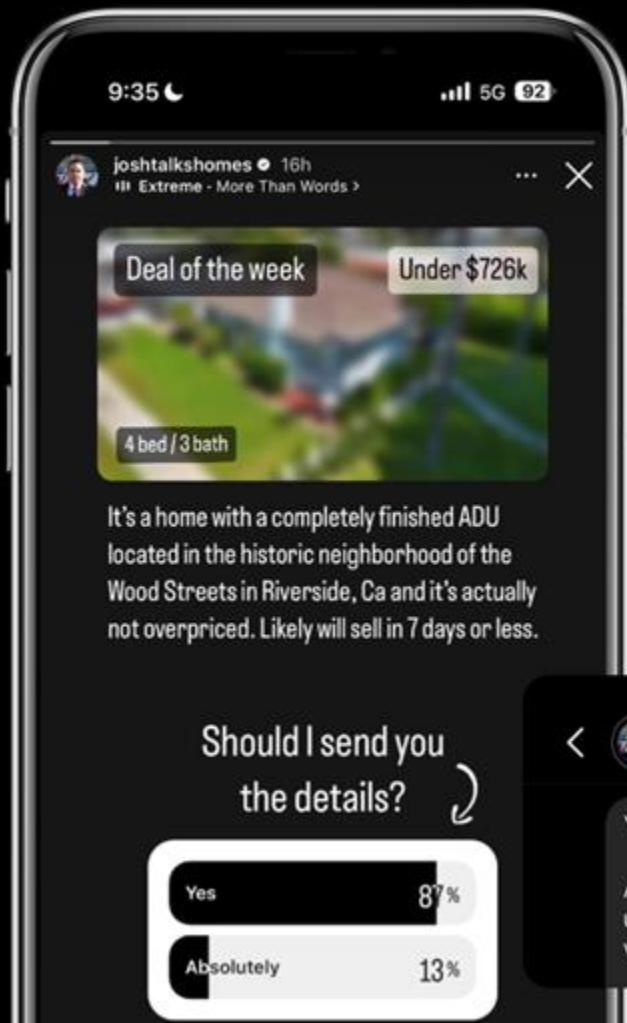 9:35
5G 92
joshtalkshomes 16h
Extreme - More Than Words >
Deal of the week
Under $726k
4 bed / 3 bath
It's a home with a completely finished ADU
located in the historic neighborhood of the
Wood Streets in Riverside, Ca and it's actually
not overpriced. Likely will sell in 7 days or less.
Should I send you
the details?
Yes 87%
Absolutely 13%